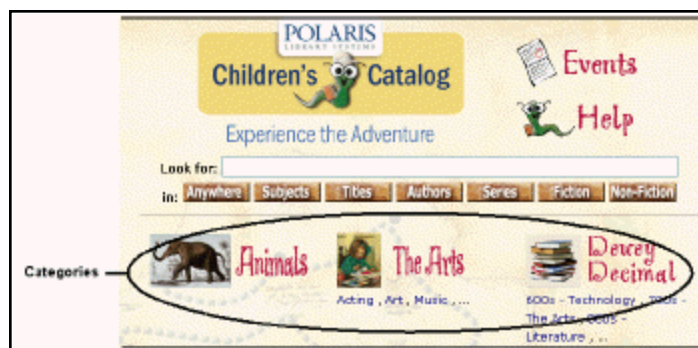 POLARIS
LIBRARY SYSTEMS
Children's Catalog
Experience the Adventure
Events
Help
Look for:
in: Anywhere Subjects Titles Authors Series Fiction Non-Fiction
Categories
Animals
The Arts
Acting , Art , Music , ...
Dewey
Decimal
600s - Technology , 700s -
The Arts , 800s -
Literature , ...